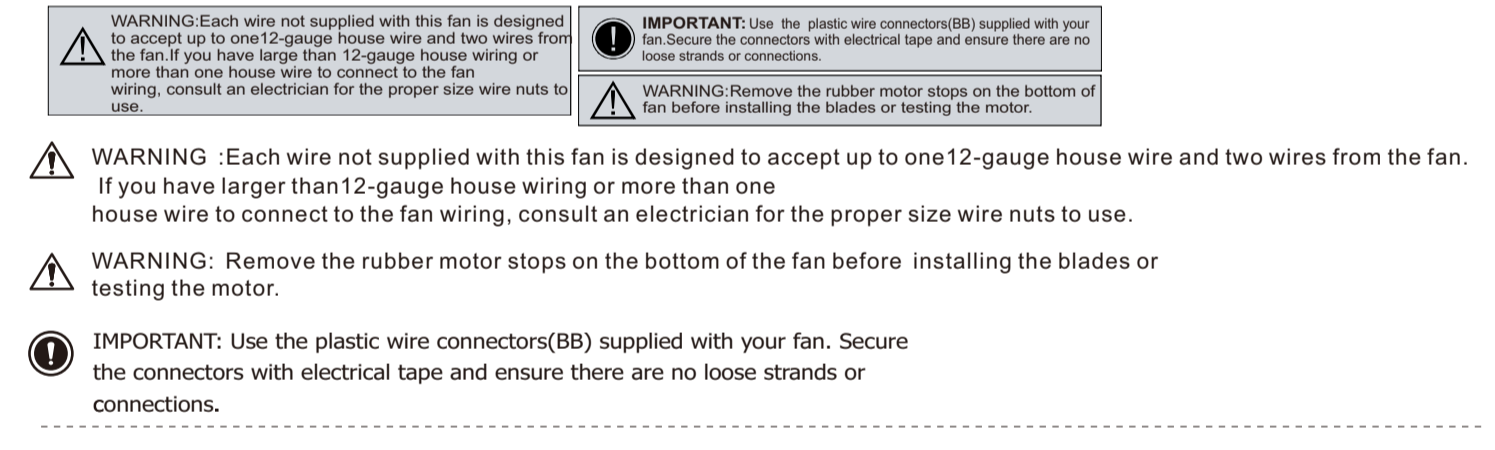 WARNING:Each wire not supplied with this fan is designed
to accept up to one12-gauge house wire and two wires from
the fan.If you have large than 12-gauge house wiring or
more than one house wire to connect to the fan
wiring, consult an electrician for the proper size wire nuts to
use.
IMPORTANT: Use the plastic wire connectors(BB) supplied with your
fan.Secure the connectors with electrical tape and ensure there are no
loose strands or connections.
WARNING:Remove the rubber motor stops on the bottom of
fan before installing the blades or testing the motor.
WARNING :Each wire not supplied with this fan is designed to accept up to one12-gauge house wire and two wires from the fan.
If you have larger than12-gauge house wiring or more than one
house wire to connect to the fan wiring, consult an electrician for the proper size wire nuts to use.
WARNING: Remove the rubber motor stops on the bottom of the fan before installing the blades or
testing the motor.
IMPORTANT: Use the plastic wire connectors(BB) supplied with your fan. Secure
the connectors with electrical tape and ensure there are no loose strands or
connections.